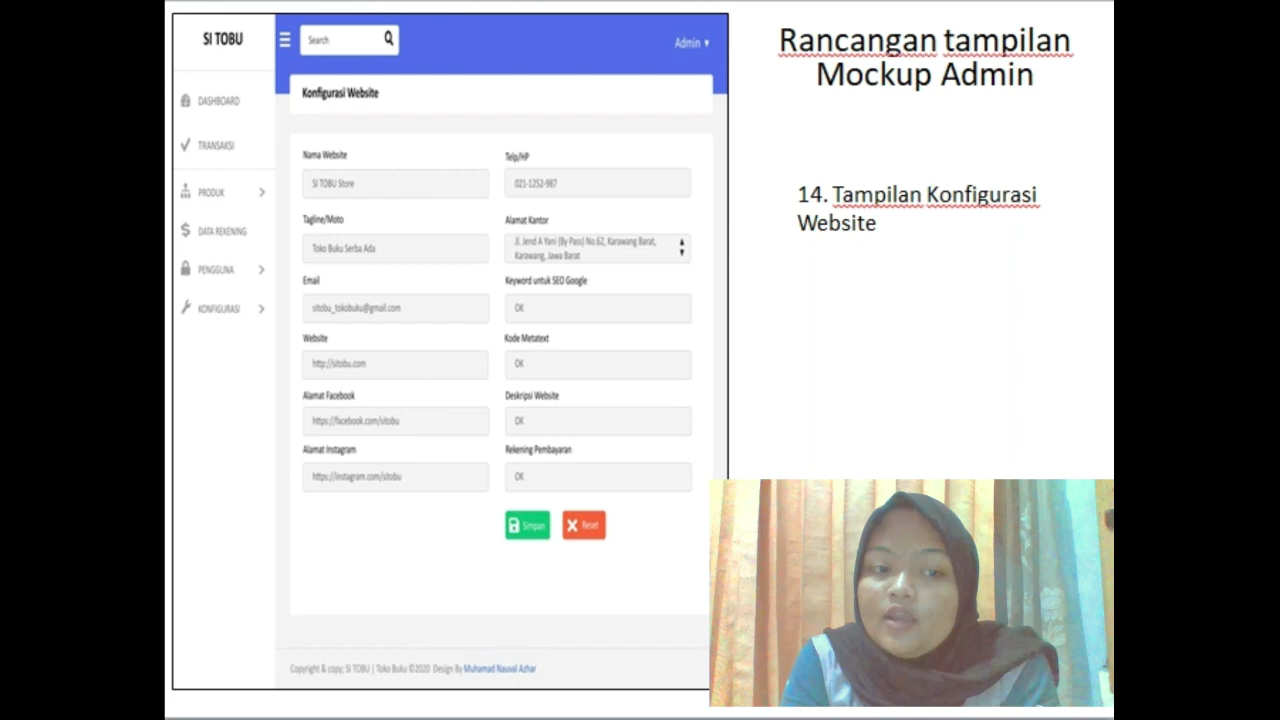 SI TOBU
Search
Admin
DASHBOARD
TRANSAKSI
PRODUK
DATA REKENING
PENGGUNA
KONFIGURASI
Konfigurasi Website
Nama Website
SI TOBU Store
Tagline/Moto
Toko Buku Serba Ada
Email
sitobu_tokobuku@gmail.com
Website
http://sitobu.com
Alamat Facebook
https://facebook.com/sitobu
Alamat Instagram
https://instagram.com/sitobu
Telp/HP
021-1252-987
Alamat Kantor
Jl. Jend A Yani (By Pass) No.62, Karawang Barat,
Karawang, Jawa Barat
Keyword untuk SEO Google
OK
Kode Metatext
OK
Deskripsi Website
OK
Rekening Pembayaran
OK
Simpan
Reset
Copyright & copy; SI TOBU | Toko Buku ©2020 Design By Muhamad Nauval Azhar
Rancangan tampilan
Mockup Admin
14. Tampilan Konfigurasi
Website